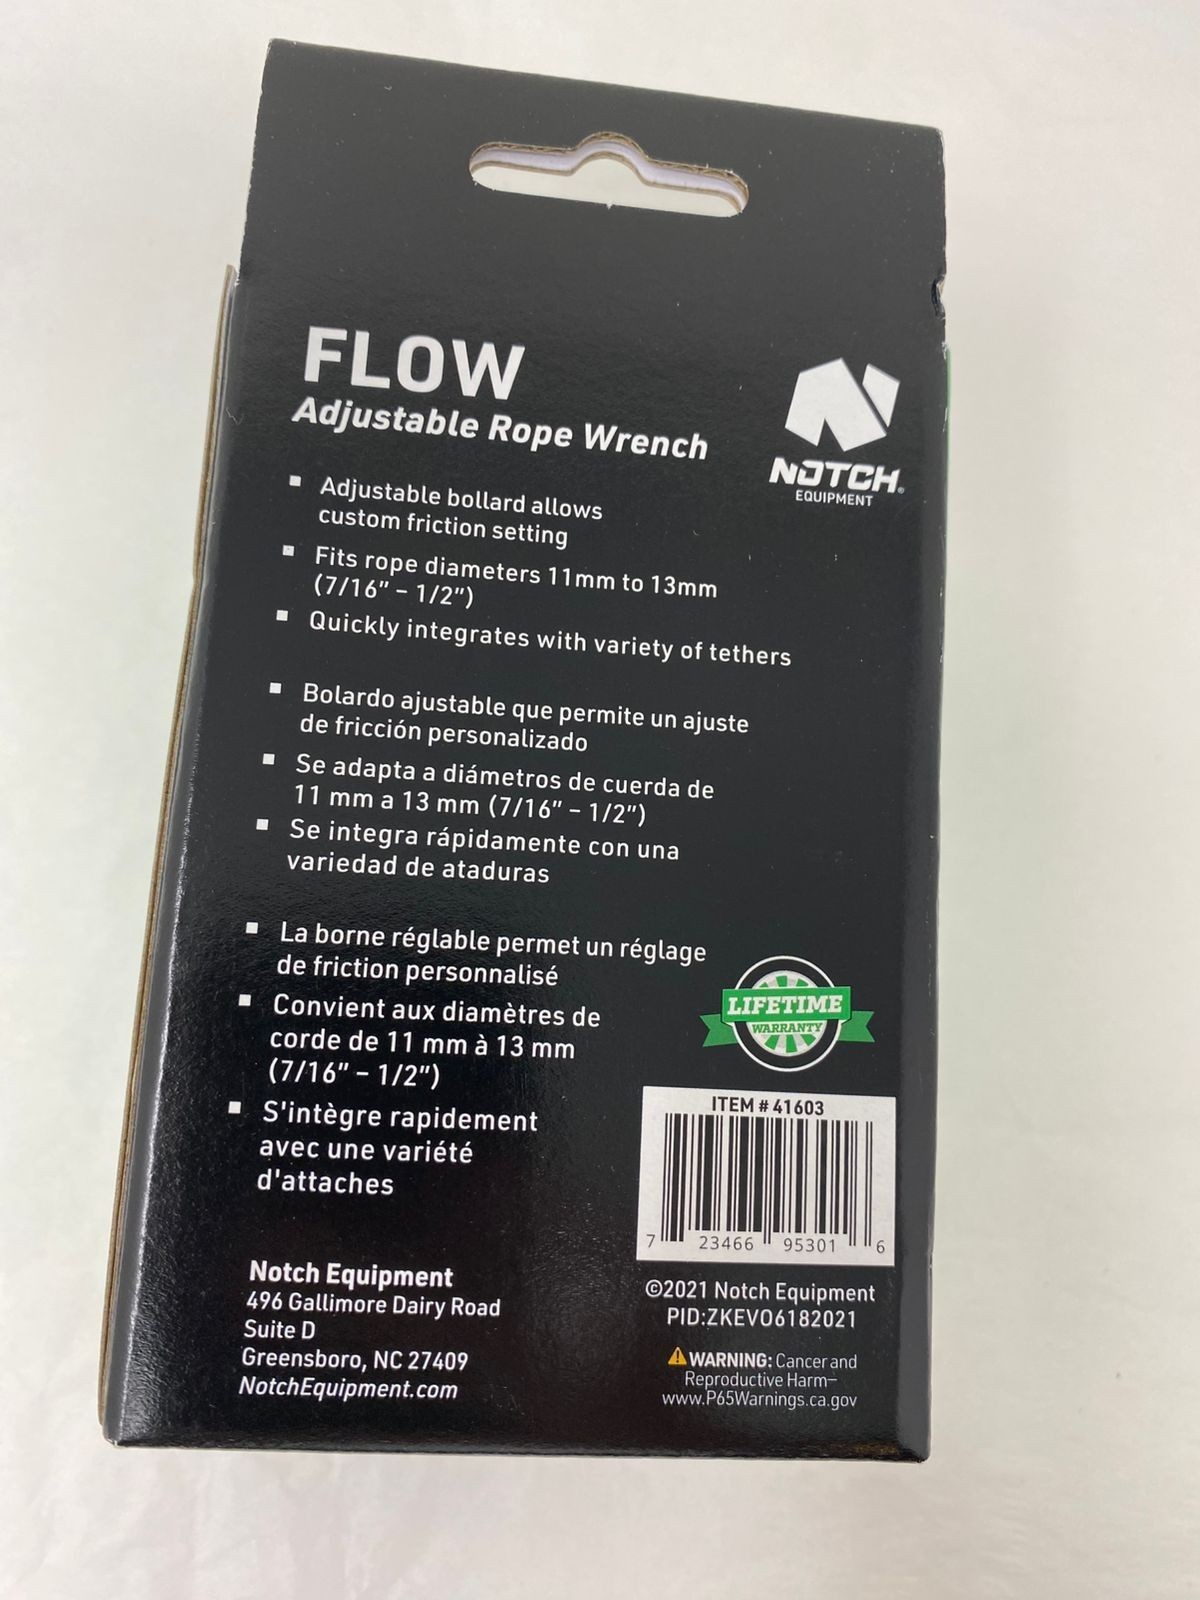 FLOW
Adjustable Rope Wrench
NOTCH®
EQUIPMENT
▪ Adjustable bollard allows
custom friction setting
▪ Fits rope diameters 11mm to 13mm
(7/16" – 1/2")
▪ Quickly integrates with variety of tethers
▪ Bolardo ajustable que permite un ajuste
de fricción personalizado
▪ Se adapta a diámetros de cuerda de
11 mm a 13 mm (7/16" – 1/2")
▪ Se integra rápidamente con una
variedad de ataduras
▪ La borne réglable permet un réglage
de friction personnalisé
▪ Convient aux diamètres de
corde de 11 mm à 13 mm
(7/16" – 1/2")
▪ S'intègre rapidement
avec une variété
d'attaches
LIFETIME
WARRANTY
ITEM # 41603
7 23466 95301 6
Notch Equipment
496 Gallimore Dairy Road
Suite D
Greensboro, NC 27409
NotchEquipment.com
©2021 Notch Equipment
PID:ZKEVO6182021
⚠WARNING: Cancer and
Reproductive Harm—
www.P65Warnings.ca.gov